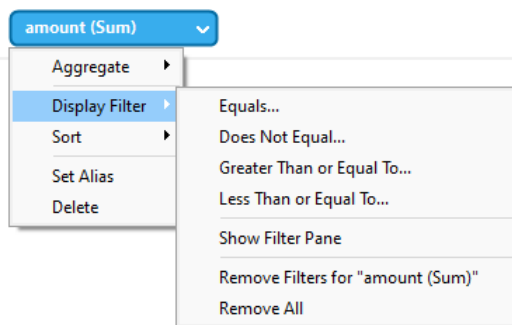 amount (Sum)
Aggregate
Display Filter
Sort
Set Alias
Delete
Equals...
Does Not Equal...
Greater Than or Equal To...
Less Than or Equal To...
Show Filter Pane
Remove Filters for "amount (Sum)"
Remove All